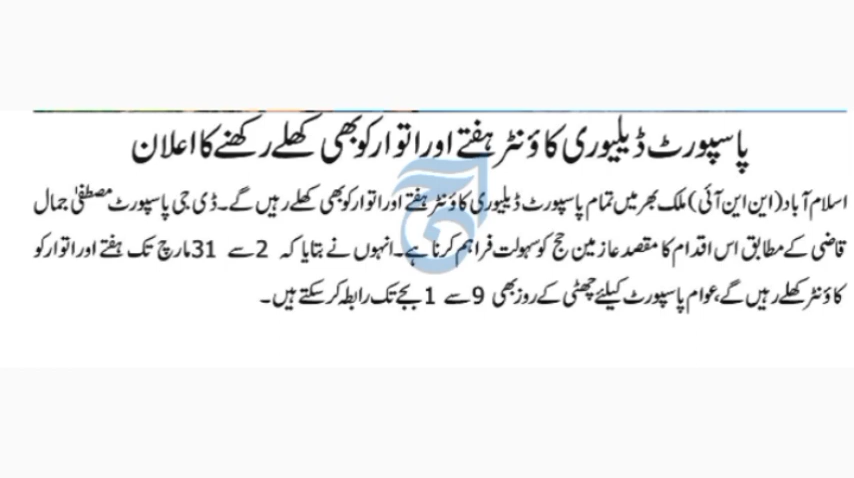 پاسپورٹ ڈیلیوری کاؤنٹر ہفتے اور اتوار کو بھی کھلے رکھنے کا اعلان
اسلام آباد (این این آئی) ملک بھر میں تمام پاسپورٹ ڈیلیوری کاؤنٹر ہفتے اور اتوار کو بھی کھلے رہیں گے۔ ڈی جی پاسپورٹ مصطفیٰ جمال
قاضی کے مطابق اس اقدام کا مقصد عازمین حج کو سہولت فراہم کرنا ہے۔ انہوں نے بتایا کہ 2 سے 31 مارچ تک ہفتے اور اتوار کو
کاؤنٹر کھلے رہیں گے، عوام پاسپورٹ کیلئے چھٹی کے روز بھی 9 سے 1 بجے تک رابطہ کر سکتے ہیں۔